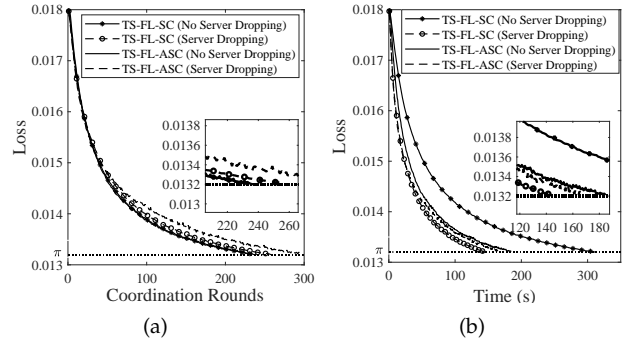 TS-FL-SC (No Server Dropping)
TS-FL-SC (Server Dropping)
TS-FL-ASC (No Server Dropping)
TS-FL-ASC (Server Dropping)
0.018
0.017
0.016
0.015
0.014
π
0.013
Loss
0.0138
0.0136
0.0134
0.0132
0.013
220 240 260
0 100 200 300
Coordination Rounds
(a)
TS-FL-SC (No Server Dropping)
TS-FL-SC (Server Dropping)
TS-FL-ASC (No Server Dropping)
TS-FL-ASC (Server Dropping)
0.018
0.017
0.016
0.015
0.014
π
0.013
Loss
0.0138
0.0136
0.0134
0.0132
120 140 160 180
0 100 200 300
Time (s)
(b)